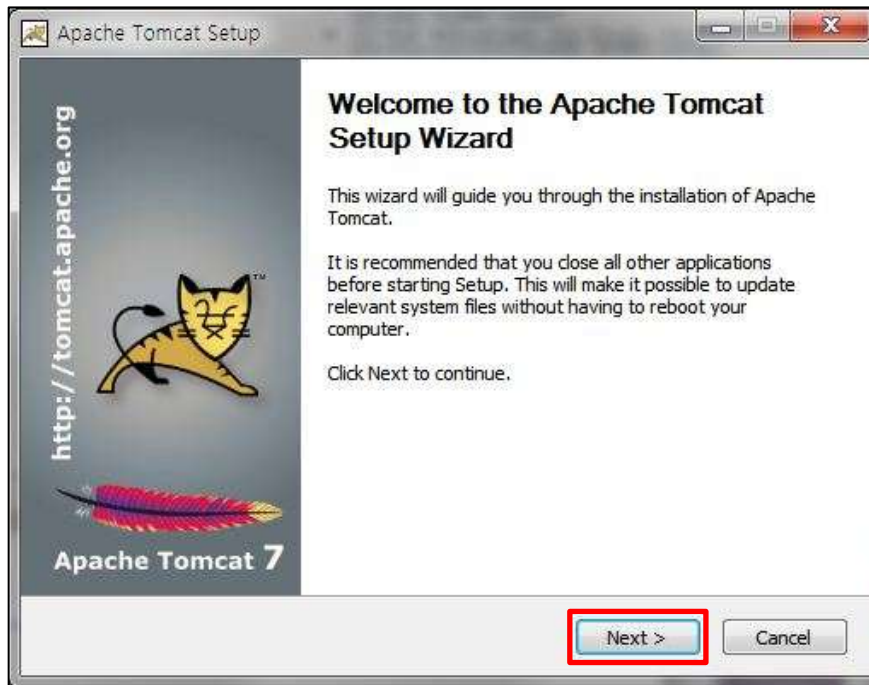 Apache Tomcat Setup
http://tomcat.apache.org
TM
Apache Tomcat 7
Welcome to the Apache Tomcat
Setup Wizard
This wizard will guide you through the installation of Apache
Tomcat.
It is recommended that you close all other applications
before starting Setup. This will make it possible to update
relevant system files without having to reboot your
computer.
Click Next to continue.
Next >
Cancel